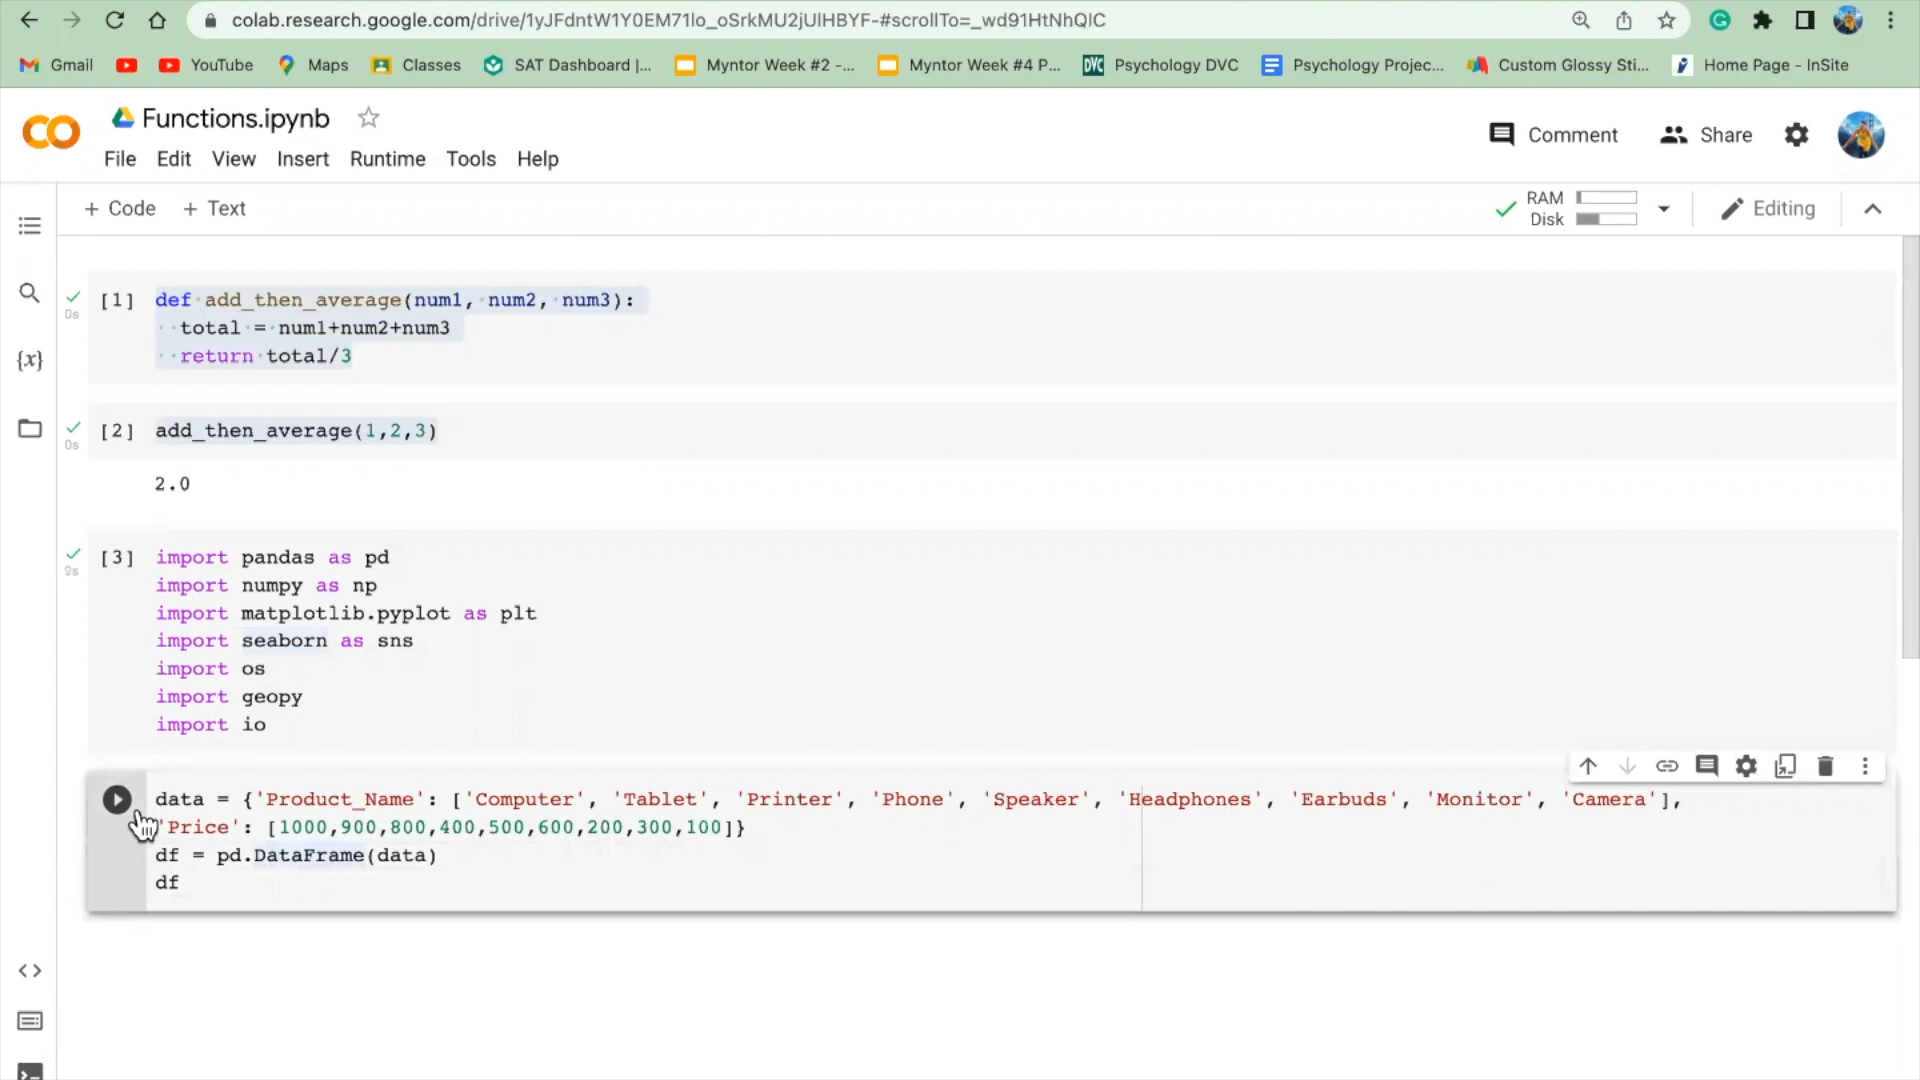 colab.research.google.com/drive/1yJFdntW1Y0EM71lo_oSrkMU2jUlHBYF-#scrollTo=_wd91HtNhQlC
Gmail YouTube Maps Classes SAT Dashboard |... Myntor Week #2 -... Myntor Week #4 P... DVC Psychology DVC Psychology Projec... Custom Glossy Sti... Home Page - InSite
Functions.ipynb
Comment Share
File Edit View Insert Runtime Tools Help
+ Code + Text
RAM
Disk
Editing
[1] def add_then_average(num1, num2, num3):
0s
total = num1+num2+num3
return total/3
{x}
[2] add_then_average(1,2,3)
0s
2.0
[3] import pandas as pd
import numpy as np
import matplotlib.pyplot as plt
import seaborn as sns
import os
import geopy
import io
data = {'Product_Name': ['Computer', 'Tablet', 'Printer', 'Phone', 'Speaker', 'Headphones', 'Earbuds', 'Monitor', 'Camera'],
'Price': [1000,900,800,400,500,600,200,300,100]}
df = pd.DataFrame(data)
df